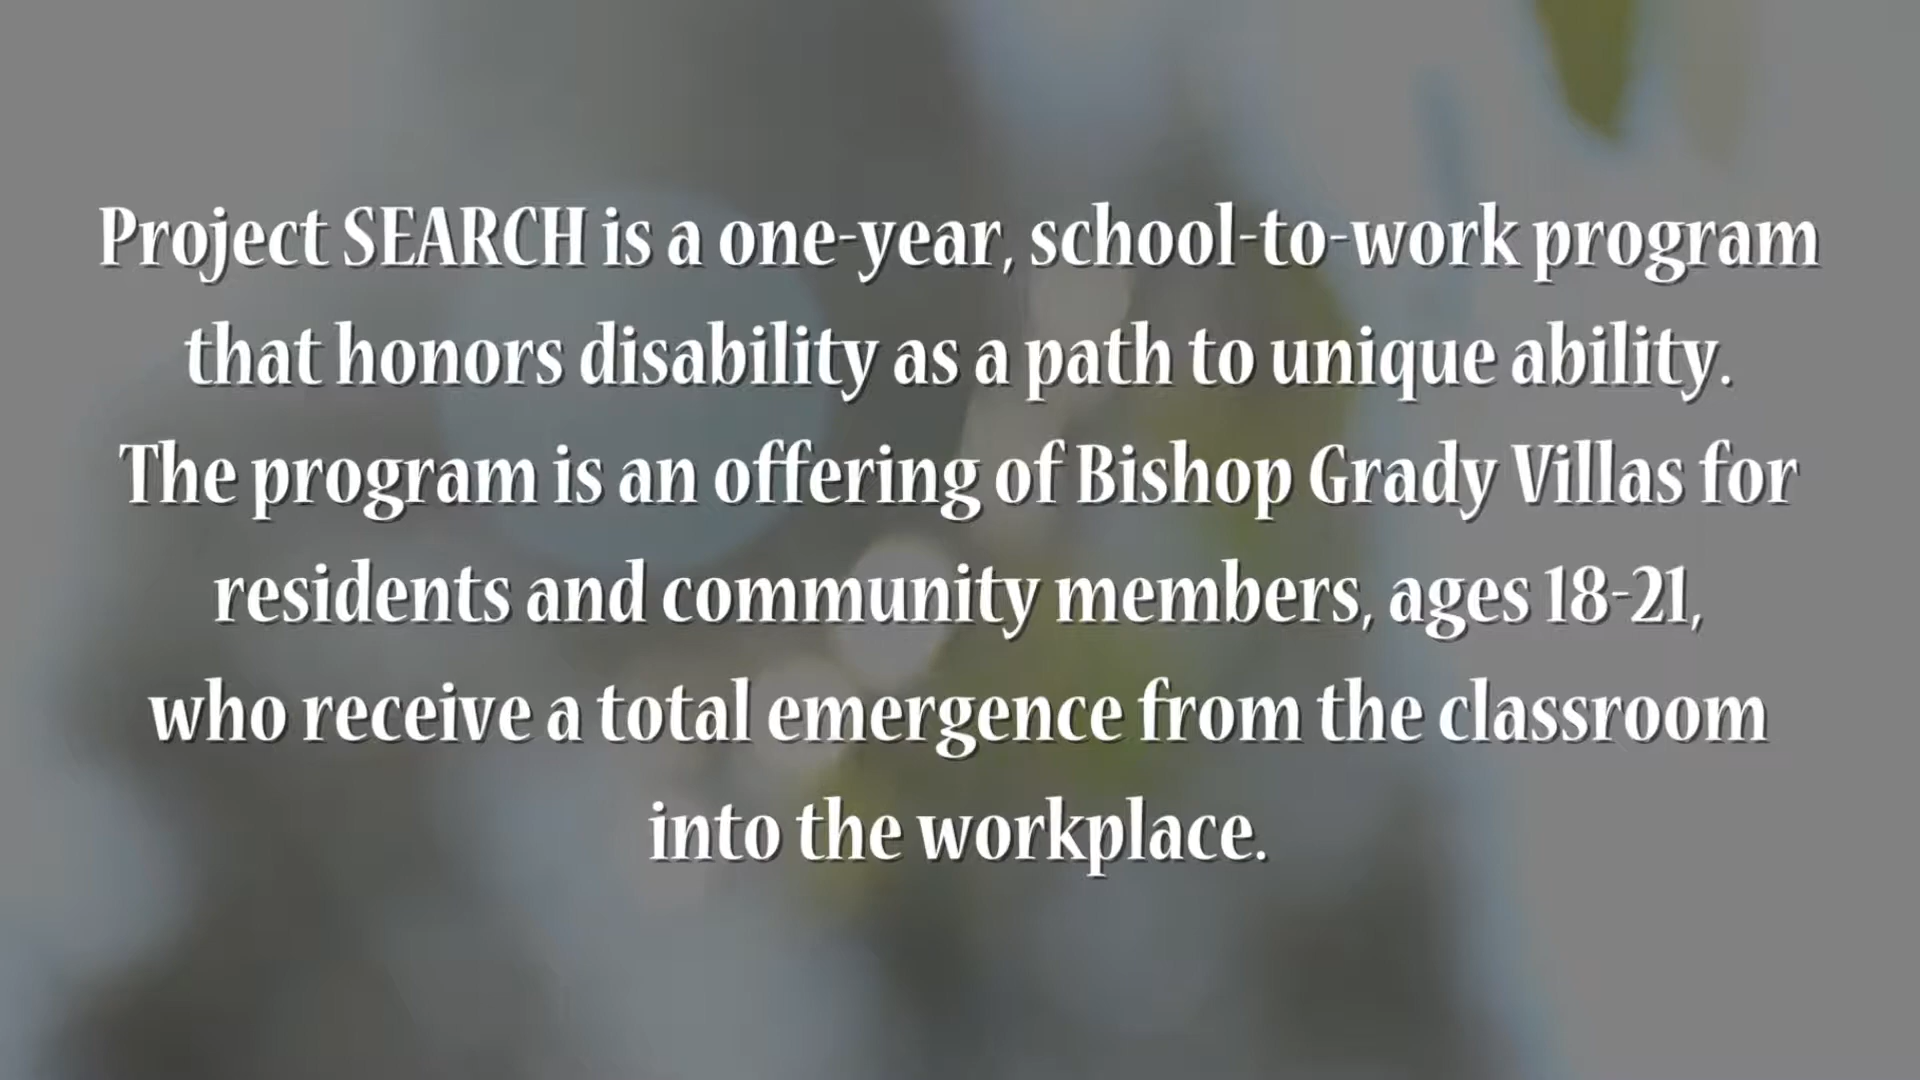 Project SEARCH is a one-year, school-to-work program
that honors disability as a path to unique ability.
The program is an offering of Bishop Grady Villas for
residents and community members, ages 18-21,
who receive a total emergence from the classroom
into the workplace.